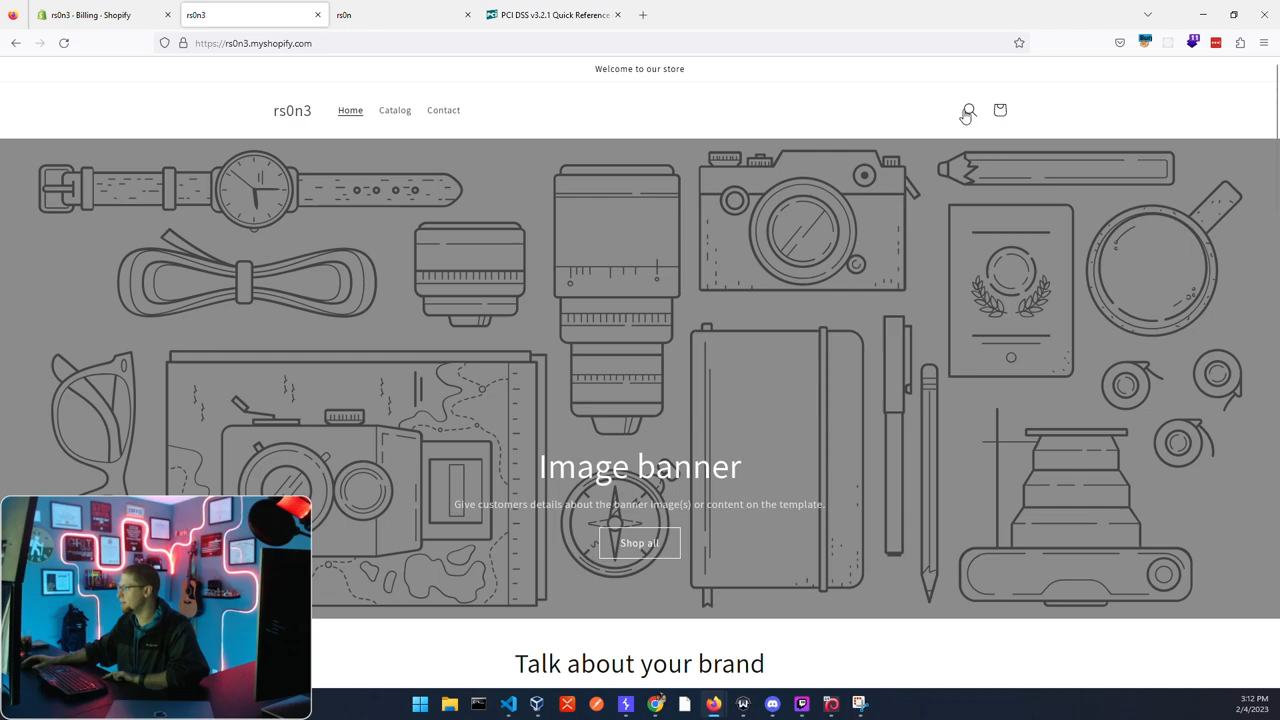 rs0n3 - Billing - Shopify
rs0n3
rs0n
PCI DSS v3.2.1 Quick Reference
https://rs0n3.myshopify.com
11
Welcome to our store
rs0n3
Home
Catalog
Contact
Image banner
Give customers details about the banner image(s) or content on the template.
Shop all
Talk about your brand
3:12 PM
2/4/2023